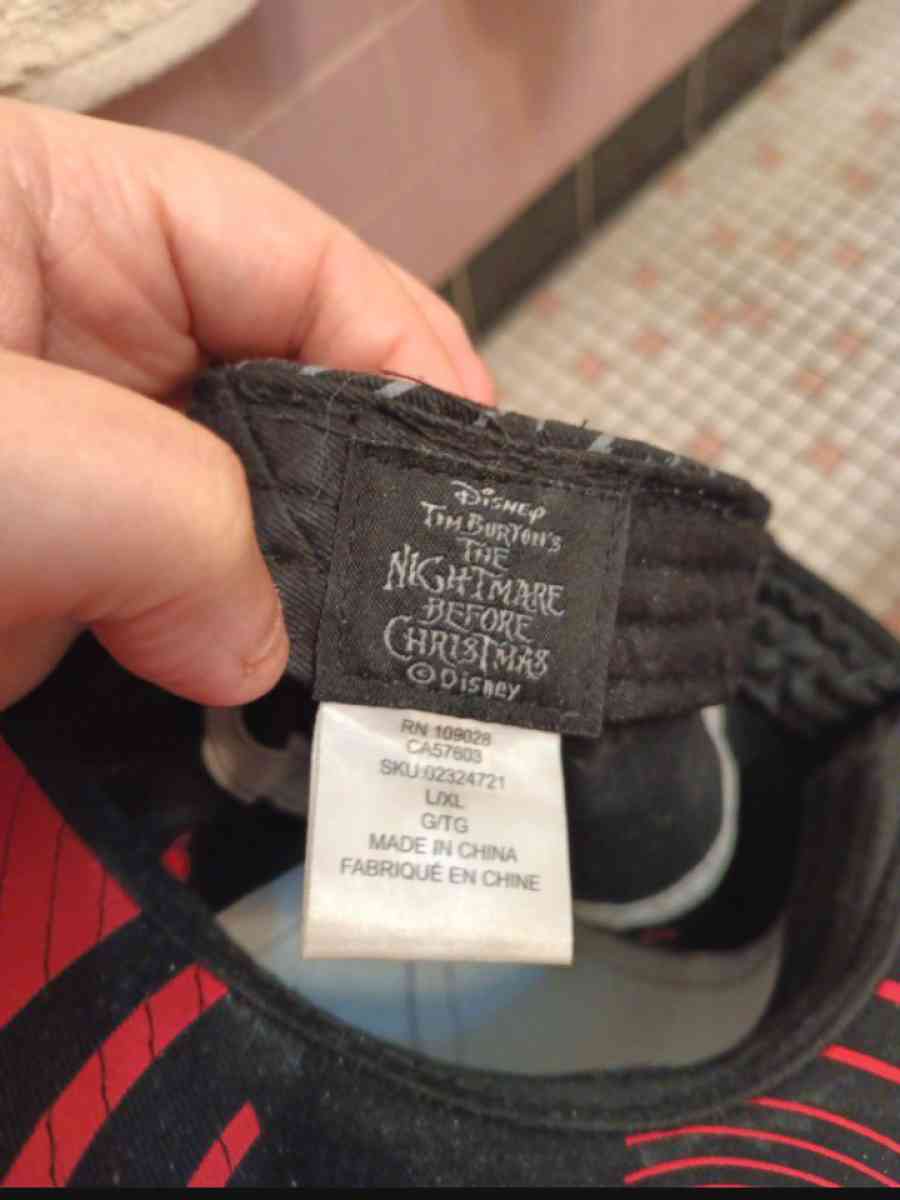 Disney
TIM BURTON'S
THE
NIGHTMARE
BEFORE
CHRISTMAS
©Disney
RN 109028
CA57603
SKU:02324721
L/XL
G/TG
MADE IN CHINA
FABRIQUÉ EN CHINE